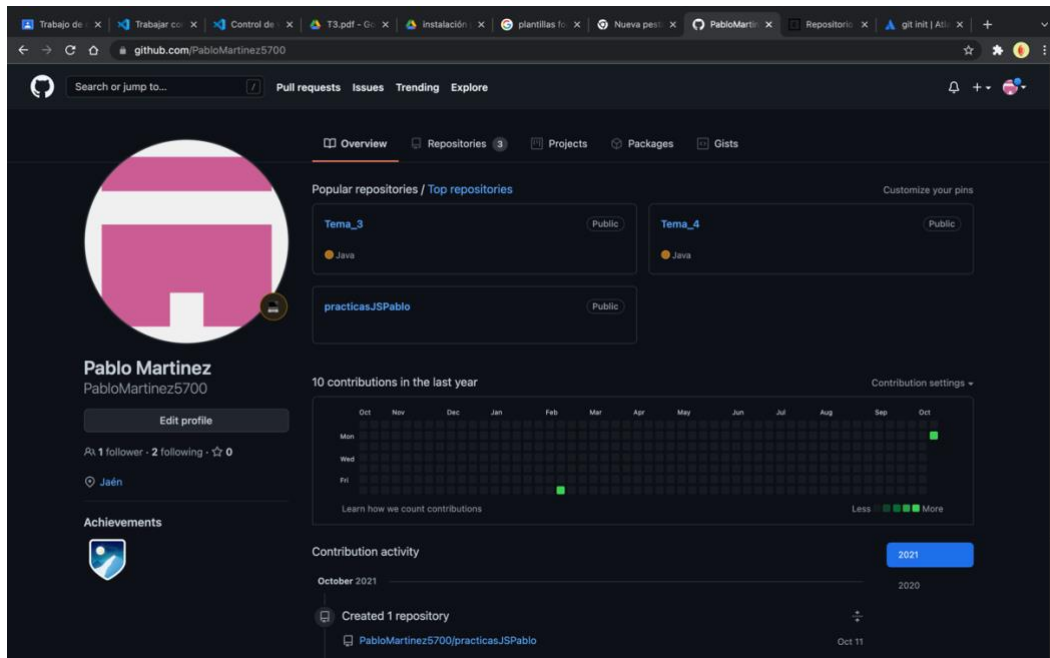 Trabajo de
Trabajar co
Control de
T3.pdf - Go
instalación
plantillas fo
Nueva pest
PabloMartin
Repositorio
git init | Atla
github.com/PabloMartinez5700
Search or jump to...
/
Pull requests Issues Trending Explore
Overview Repositories 3 Projects Packages Gists
Popular repositories / Top repositories
Customize your pins
Tema_3 Public
Java
Tema_4 Public
Java
practicasJSPablo Public
Pablo Martinez
PabloMartinez5700
Edit profile
1 follower · 2 following · 0
Jaén
Achievements
10 contributions in the last year
Contribution settings
Oct Nov Dec Jan Feb Mar Apr May Jun Jul Aug Sep Oct
Mon
Wed
Fri
Learn how we count contributions
Less More
Contribution activity
2021
2020
October 2021
Created 1 repository
PabloMartinez5700/practicasJSPablo Oct 11